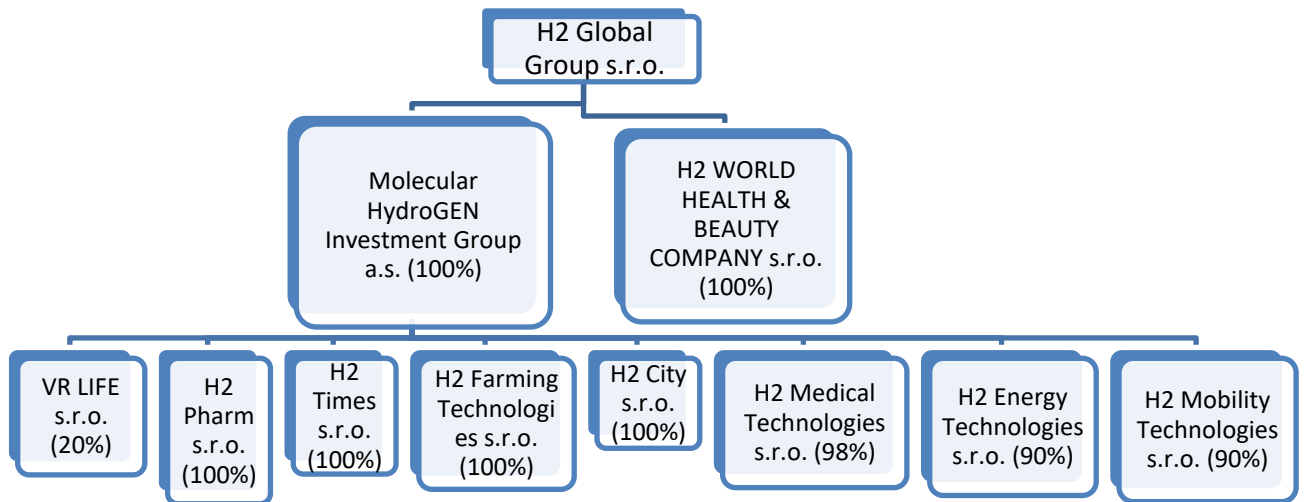 H2 Global
Group s.r.o.
Molecular
HydroGEN
Investment Group
a.s. (100%)
H2 WORLD
HEALTH &
BEAUTY
COMPANY s.r.o.
(100%)
VR LIFE
s.r.o.
(20%)
H2
Pharm
s.r.o.
(100%)
H2
Times
s.r.o.
(100%)
H2 Farming
Technologi
es s.r.o.
(100%)
H2 City
s.r.o.
(100%)
H2 Medical
Technologies
s.r.o. (98%)
H2 Energy
Technologies
s.r.o. (90%)
H2 Mobility
Technologies
s.r.o. (90%)